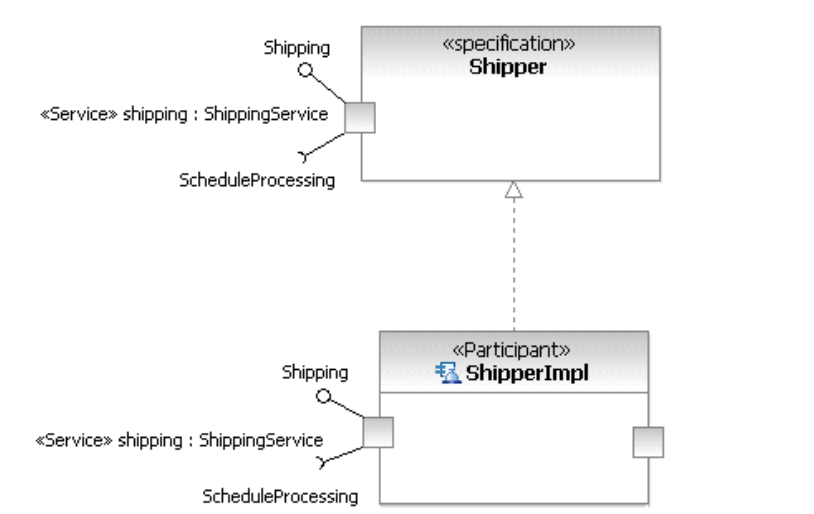 Shipping
«specification»
Shipper
«Service» shipping : ShippingService
ScheduleProcessing
«Participant»
ShipperImpl
Shipping
«Service» shipping : ShippingService
ScheduleProcessing